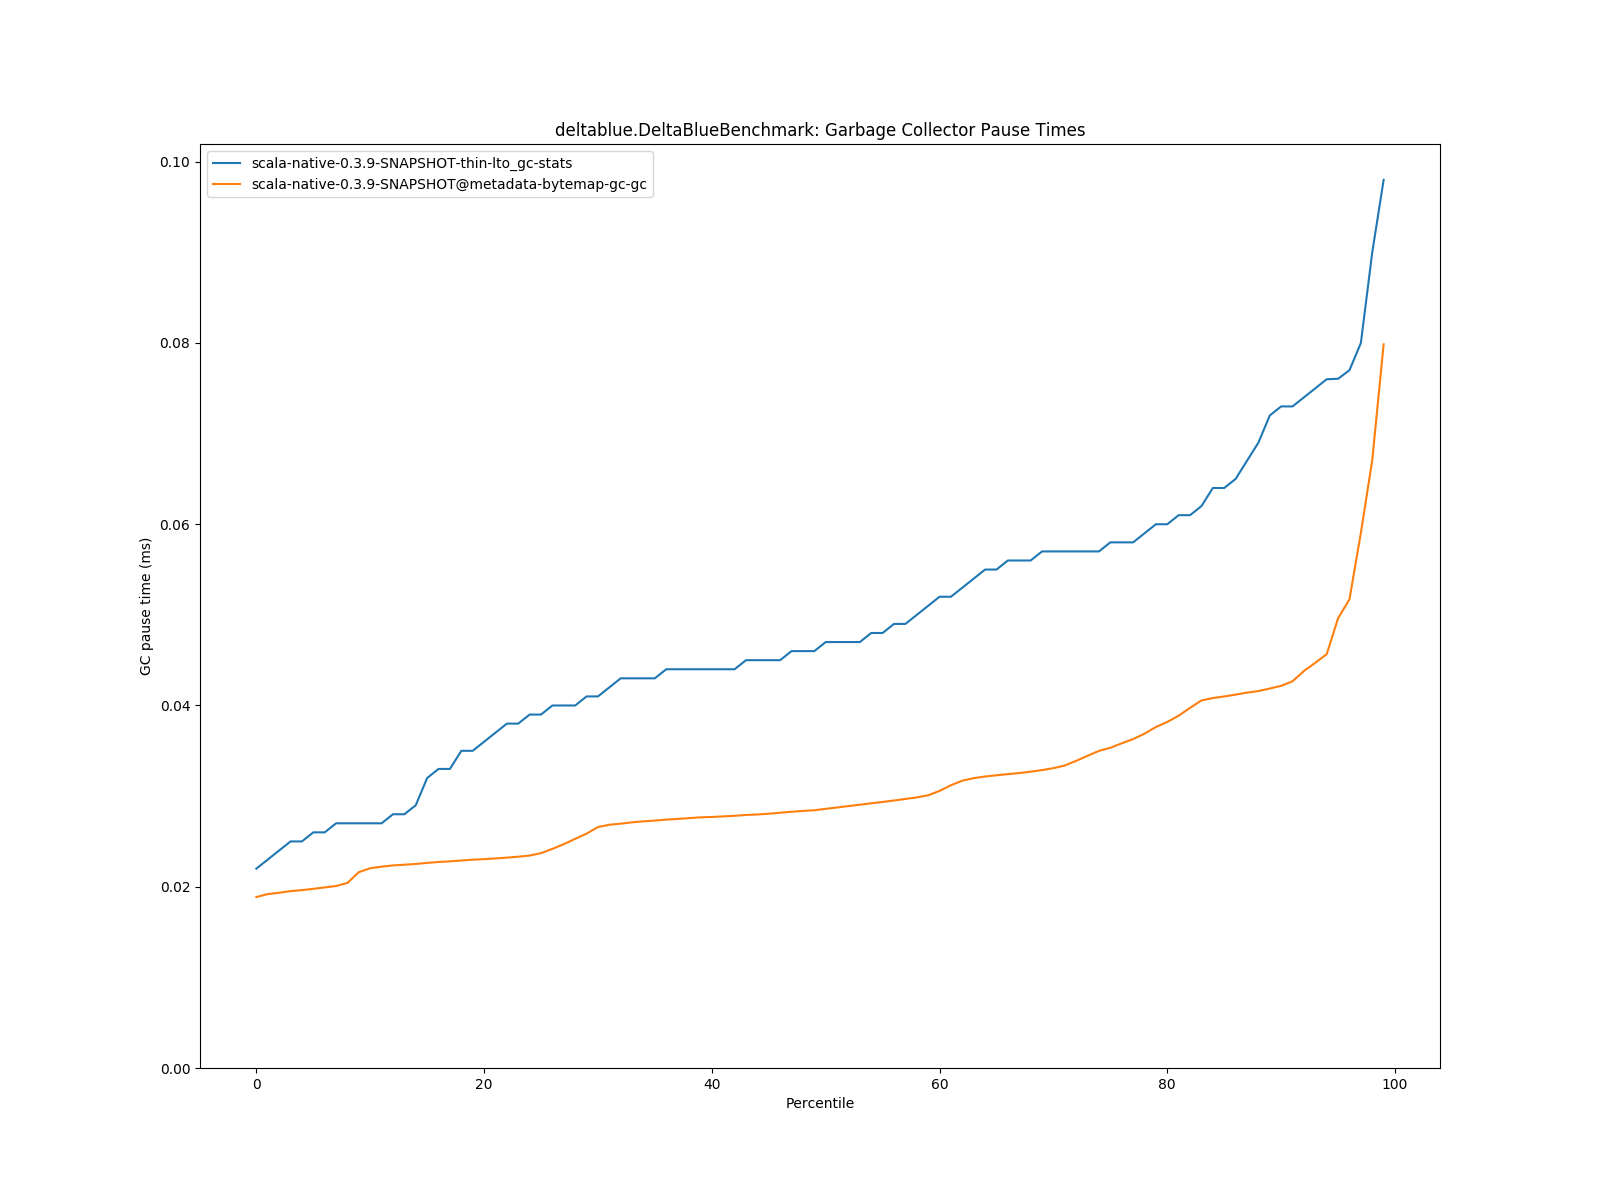 deltablue.DeltaBlueBenchmark: Garbage Collector Pause Times
scala-native-0.3.9-SNAPSHOT-thin-lto_gc-stats
scala-native-0.3.9-SNAPSHOT@metadata-bytemap-gc-gc
0.10
0.08
0.06
0.04
0.02
0.00
GC pause time (ms)
0 20 40 60 80 100
Percentile